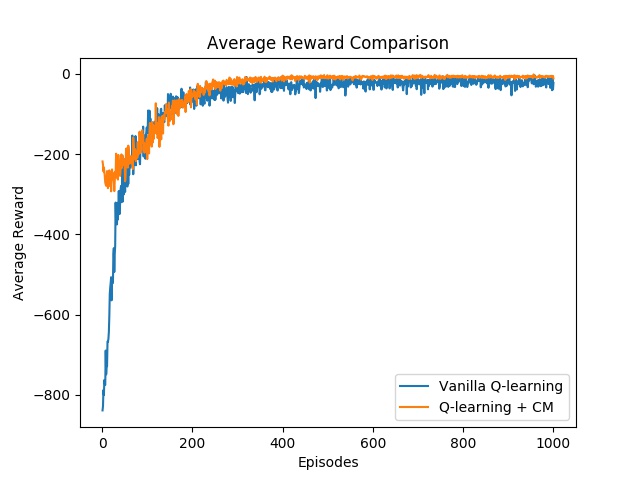 Average Reward Comparison
Average Reward
0
−200
−400
−600
−800
0 200 400 600 800 1000
Episodes
Vanilla Q-learning
Q-learning + CM